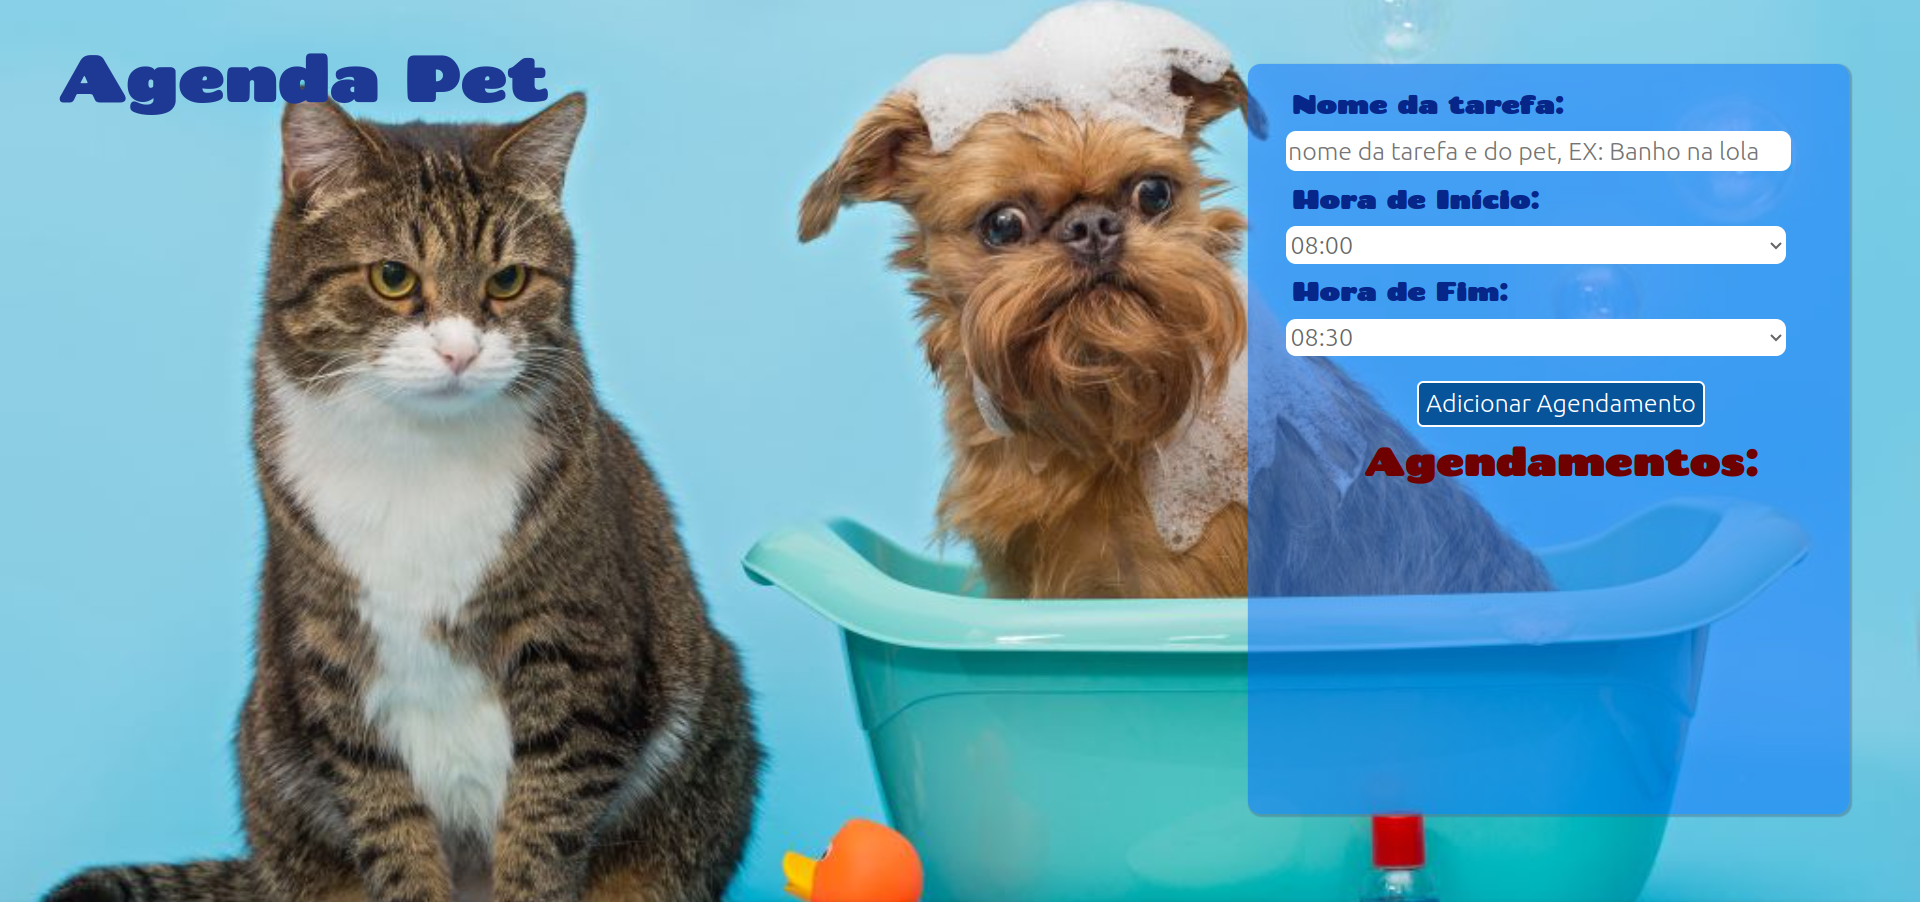 Agenda Pet
Nome da tarefa:
nome da tarefa e do pet, EX: Banho na lola
Hora de Início:
08:00
Hora de Fim:
08:30
Adicionar Agendamento
Agendamentos: